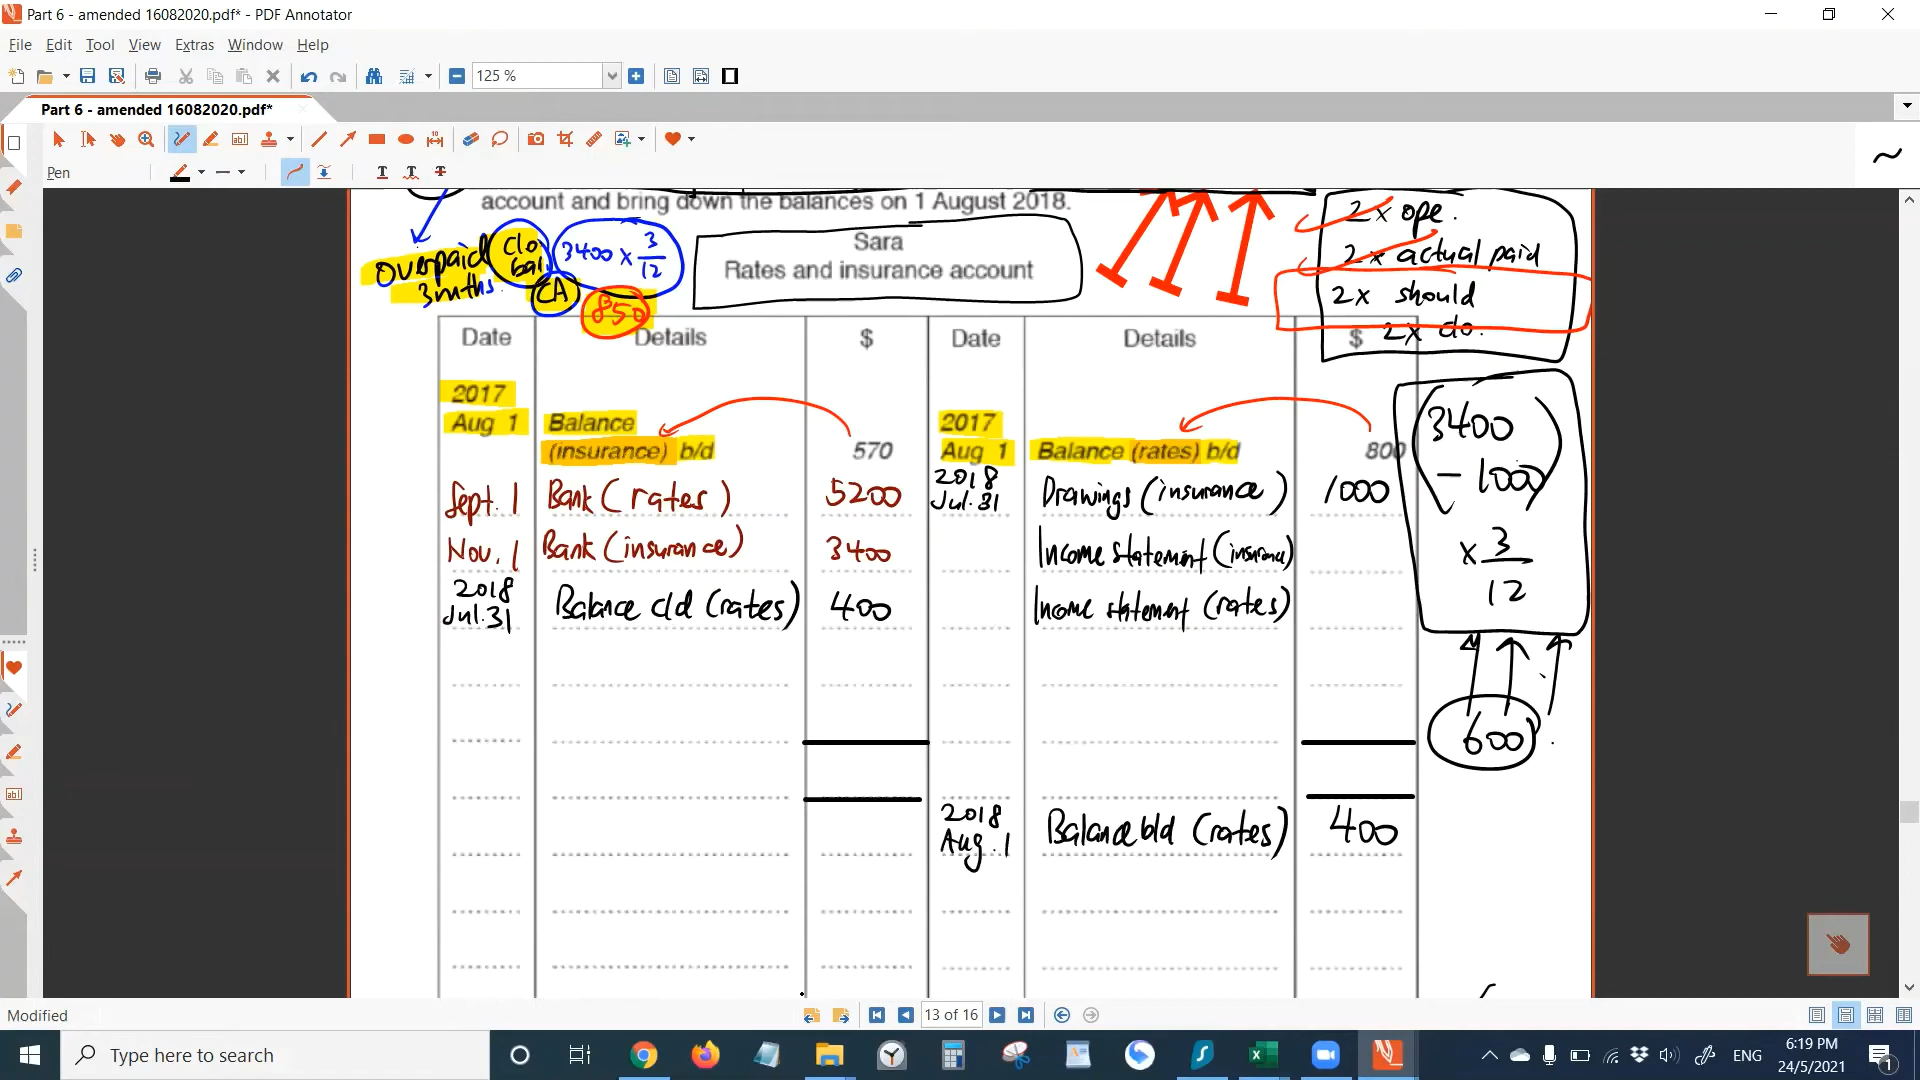 Part 6 - amended 16082020.pdf* - PDF Annotator
File Edit Tool View Extras Window Help
125 %
Part 6 - amended 16082020.pdf*
Pen
account and bring down the balances on 1 August 2018.
overpaid
3mths.
Clo
bal
CA
3400 x 3/12
850
Sara
Rates and insurance account
2x ope.
2x actual paid
2x should
2x clo.
Date Details $ Date Details $
2017
Aug 1 Balance 2017
(insurance) b/d 570 Aug 1 Balance (rates) b/d 800
Sept. 1 Bank (rates) 5200 2018 Jul.31 Drawings (insurance) 1000
Nov. 1 Bank (insurance) 3400 Income statement (insurance)
2018
Jul.31 Balance c/d (rates) 400 Income statement (rates)
2018
Aug. 1 Balance b/d (rates) 400
(3400
- 1000)
x 3
12
600
Modified 13 of 16
Type here to search
ENG
6:19 PM
24/5/2021
1